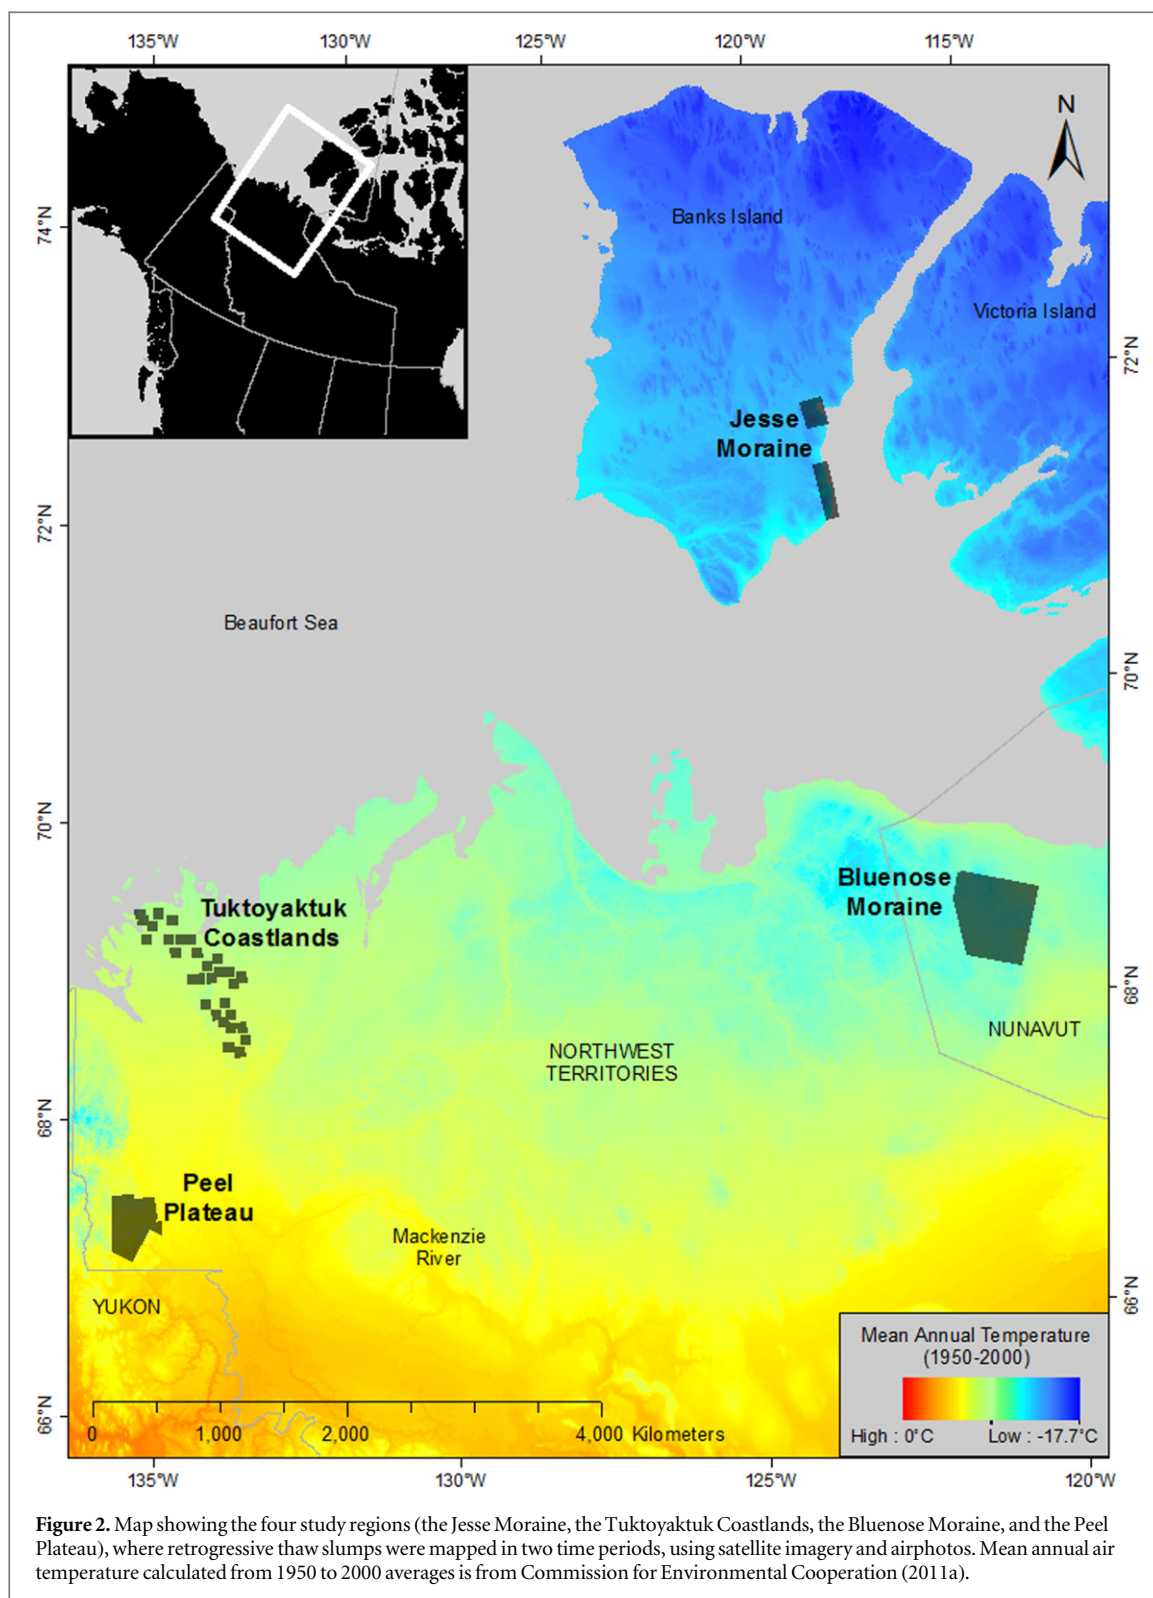 135°W 130°W 125°W 120°W 115°W
N
74°N
Banks Island
Victoria Island
72°N
Jesse
Moraine
72°N
Beaufort Sea
70°N
70°N
Bluenose
Moraine
Tuktoyaktuk
Coastlands
68°N
NUNAVUT
NORTHWEST
TERRITORIES
68°N
Peel
Plateau
Mackenzie
River
66°N
YUKON
Mean Annual Temperature
(1950-2000)
High : 0°C Low : -17.7°C
66°N
0 1,000 2,000 4,000 Kilometers
135°W 130°W 125°W 120°W
Figure 2. Map showing the four study regions (the Jesse Moraine, the Tuktoyaktuk Coastlands, the Bluenose Moraine, and the Peel
Plateau), where retrogressive thaw slumps were mapped in two time periods, using satellite imagery and airphotos. Mean annual air
temperature calculated from 1950 to 2000 averages is from Commission for Environmental Cooperation (2011a).